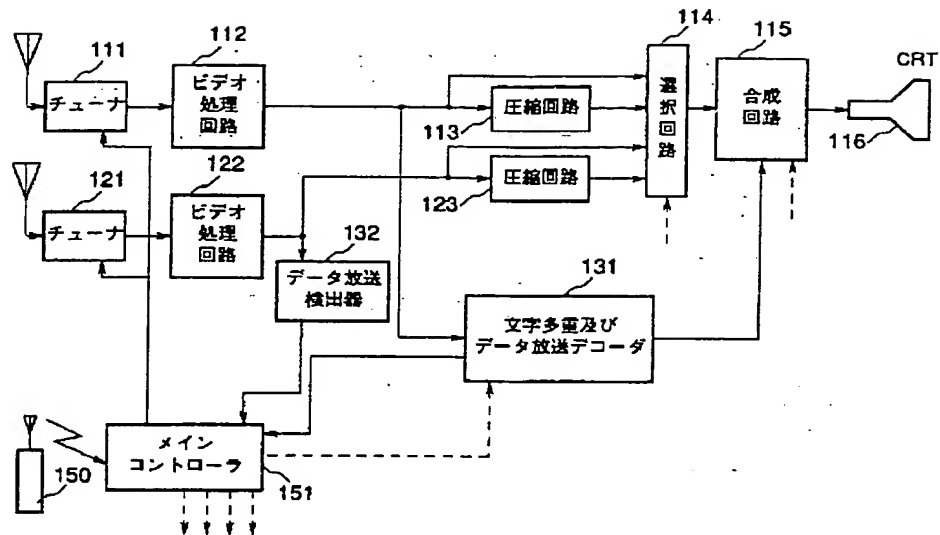 111
チューナ
112
ビデオ
処理
回路
113
圧縮回路
114
選択回路
115
合成
回路
CRT
116
121
チューナ
122
ビデオ
処理
回路
123
圧縮回路
132
データ放送
検出器
131
文字多重及び
データ放送デコーダ
150
メイン
コントローラ
151